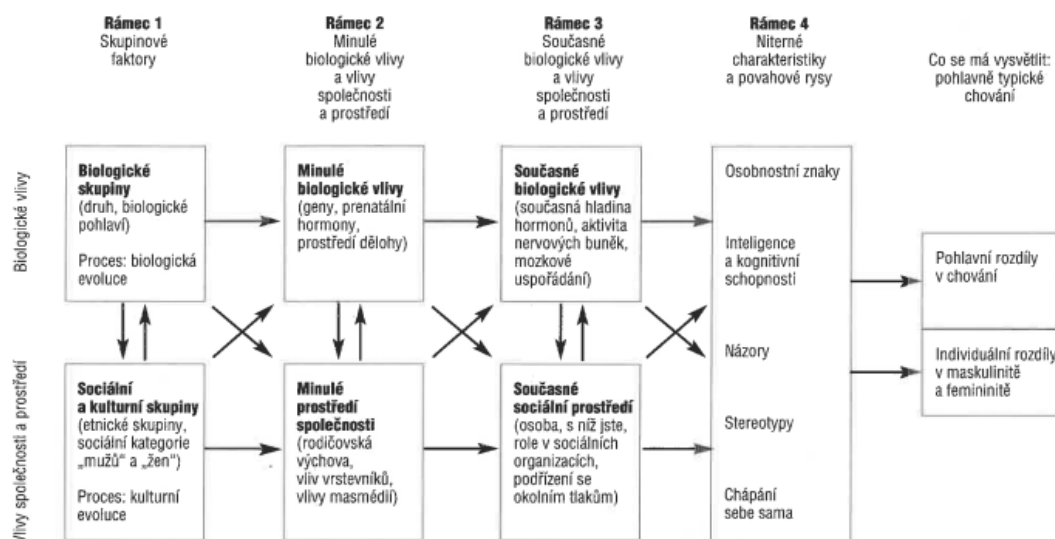 Rámec 1
Skupinové
faktory
Rámec 2
Minulé
biologické vlivy
a vlivy
společnosti
a prostředí
Rámec 3
Současné
biologické vlivy
a vlivy
společnosti
a prostředí
Rámec 4
Niterné
charakteristiky
a povahové rysy
Co se má vysvětlit:
pohlavně typické
chování
Biologické vlivy
Biologické
skupiny
(druh, biologické
pohlaví)
Proces: biologická
evoluce
Minulé
biologické vlivy
(geny, prenatální
hormony,
prostředí dělohy)
Současné
biologické vlivy
(současná hladina
hormonů, aktivita
nervových buněk,
mozkové
uspořádání)
Osobnostní znaky
Inteligence
a kognitivní
schopnosti
Názory
Stereotypy
Chápání
sebe sama
Pohlavní rozdíly
v chování
Individuální rozdíly
v maskulinitě
a femininitě
Vlivy společnosti a prostředí
Sociální
a kulturní skupiny
(etnické skupiny,
sociální kategorie
„mužů“ a „žen“)
Proces: kulturní
evoluce
Minulé
prostředí
společnosti
(rodičovská
výchova,
vliv vrstevníků,
vlivy masmédií)
Současné
sociální prostředí
(osoba, s níž jste,
role v sociálních
organizacích,
podřízení se
okolním tlakům)